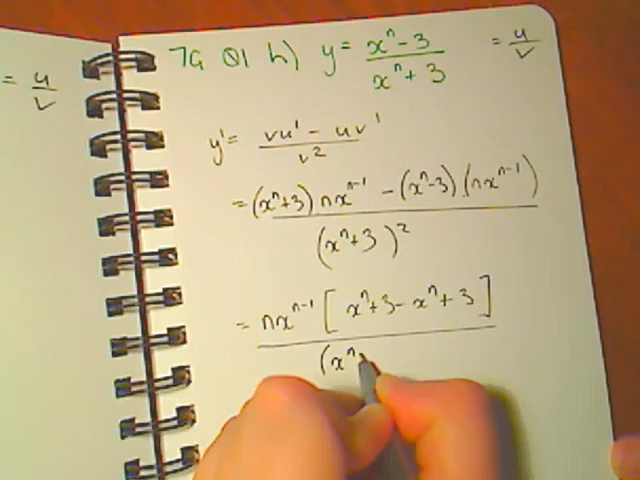 = u/v
7G Q1 h) y = (x^n - 3)/(x^n + 3) = u/v
y' = (vu' - uv')/v^2
= ((x^n+3) nx^(n-1) - (x^n-3)(nx^(n-1)))/(x^n+3)^2
= nx^(n-1) [x^n+3-x^n+3]/(x^n